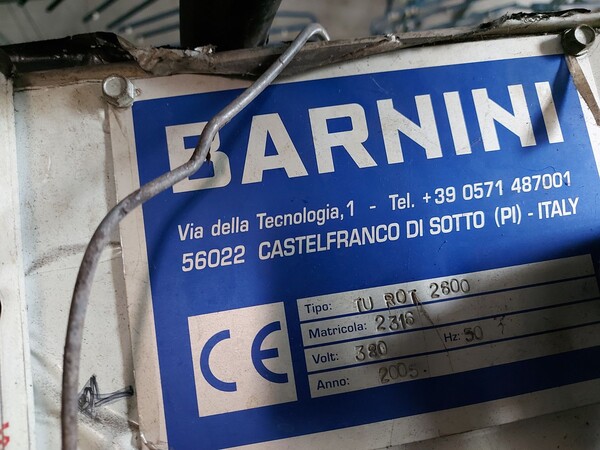 BARNINI
Via della Tecnologia,1 - Tel. +39 0571 487001
56022 CASTELFRANCO DI SOTTO (PI) - ITALY
CE
Tipo: TU ROT 2600
Matricola: 2316
Volt: 380 Hz: 50
Anno: 2005